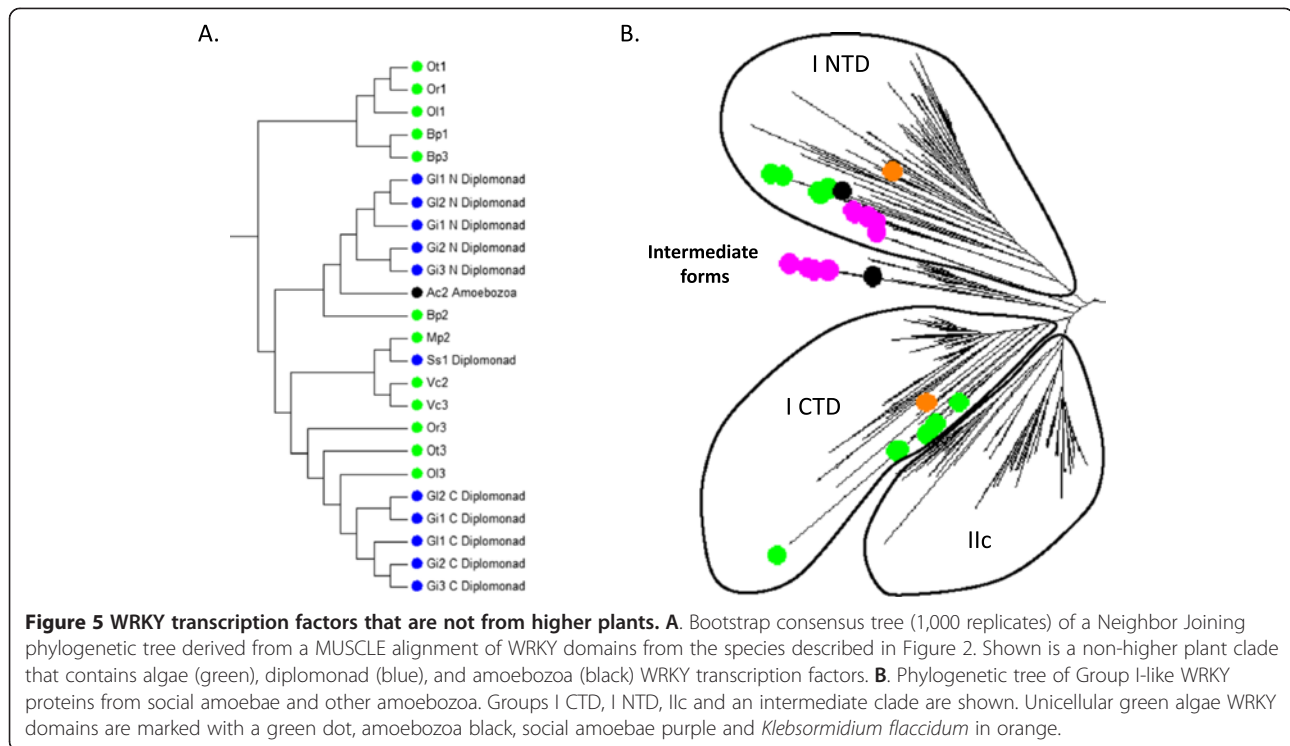 A.
Ot1
Or1
Ol1
Bp1
Bp3
Gl1 N Diplomonad
Gl2 N Diplomonad
Gi1 N Diplomonad
Gi2 N Diplomonad
Gi3 N Diplomonad
Ac2 Amoebozoa
Bp2
Mp2
Ss1 Diplomonad
Vc2
Vc3
Or3
Ot3
Ol3
Gl2 C Diplomonad
Gi1 C Diplomonad
Gl1 C Diplomonad
Gi2 C Diplomonad
Gi3 C Diplomonad
B.
I NTD
Intermediate
forms
I CTD
IIc
Figure 5 WRKY transcription factors that are not from higher plants. A. Bootstrap consensus tree (1,000 replicates) of a Neighbor Joining
phylogenetic tree derived from a MUSCLE alignment of WRKY domains from the species described in Figure 2. Shown is a non-higher plant clade
that contains algae (green), diplomonad (blue), and amoebozoa (black) WRKY transcription factors. B. Phylogenetic tree of Group I-like WRKY
proteins from social amoebae and other amoebozoa. Groups I CTD, I NTD, IIc and an intermediate clade are shown. Unicellular green algae WRKY
domains are marked with a green dot, amoebozoa black, social amoebae purple and Klebsormidium flaccidum in orange.